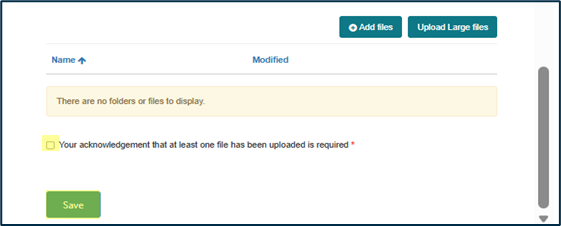 Add files Upload Large files
Name Modified
There are no folders or files to display.
Your acknowledgement that at least one file has been uploaded is required *
Save